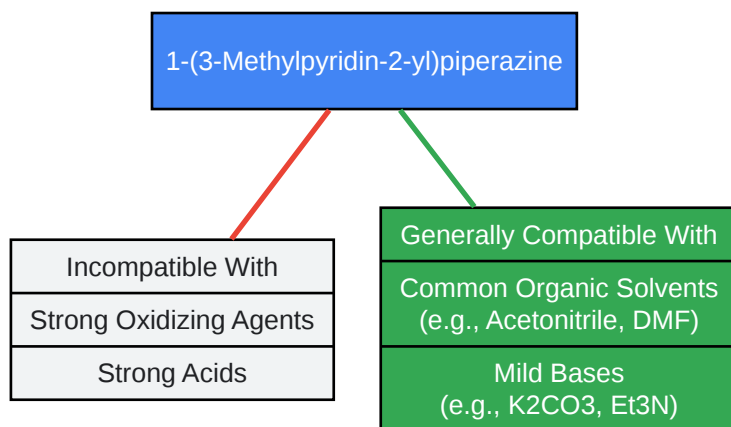 1-(3-Methylpyridin-2-yl)piperazine
Incompatible With
Strong Oxidizing Agents
Strong Acids
Generally Compatible With
Common Organic Solvents
(e.g., Acetonitrile, DMF)
Mild Bases
(e.g., K2CO3, Et3N)